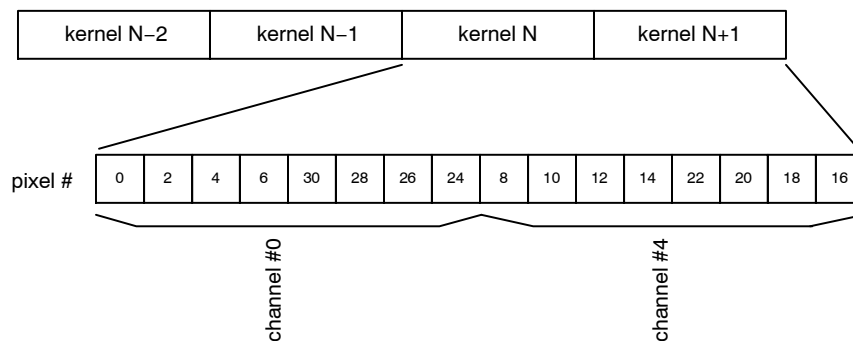 kernel N−2 kernel N−1 kernel N kernel N+1
pixel # 0 2 4 6 30 28 26 24 8 10 12 14 22 20 18 16
channel #0
channel #4